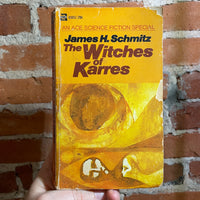 AN ACE SCIENCE FICTION SPECIAL
James H. Schmitz
The Witches
of
Karres